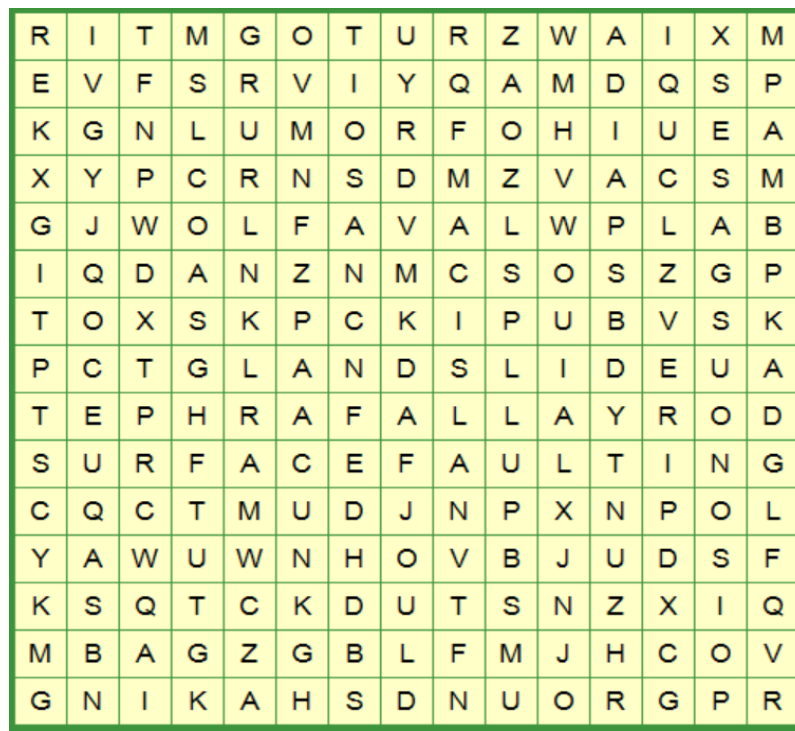 R I T M G O T U R Z W A I X M
E V F S R V I Y Q A M D Q S P
K G N L U M O R F O H I U E A
X Y P C R N S D M Z V A C S M
G J W O L F A V A L W P L A B
I Q D A N Z N M C S O S Z G P
T O X S K P C K I P U B V S K
P C T G L A N D S L I D E U A
T E P H R A F A L L A Y R O D
S U R F A C E F A U L T I N G
C Q C T M U D J N P X N P O L
Y A W U W N H O V B J U D S F
K S Q T C K D U T S N Z X I Q
M B A G Z G B L F M J H C O V
G N I K A H S D N U O R G P R